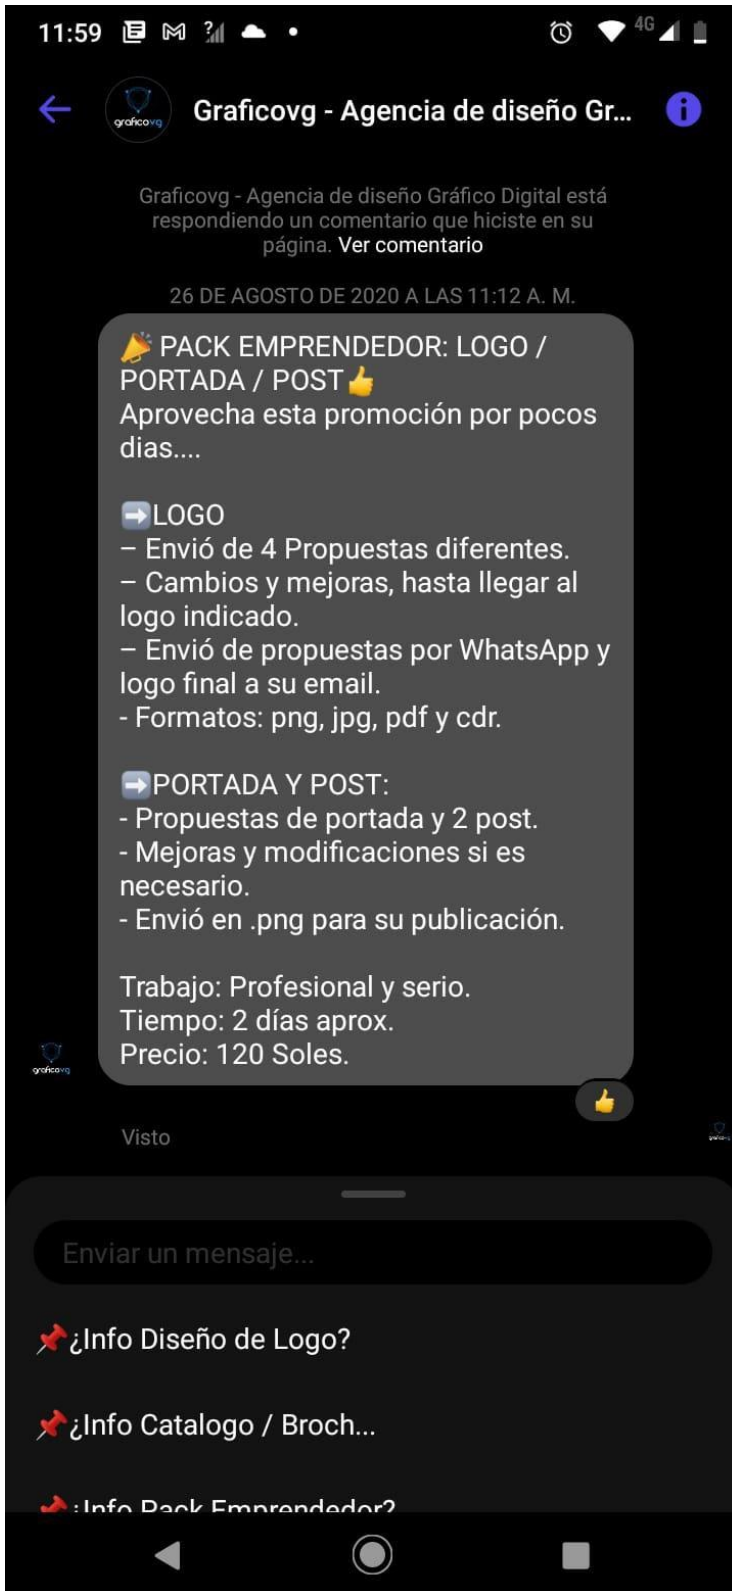 11:59
4G
graficovg
Graficovg - Agencia de diseño Gr...
Graficovg - Agencia de diseño Gráfico Digital está
respondiendo un comentario que hiciste en su
página. Ver comentario
26 DE AGOSTO DE 2020 A LAS 11:12 A. M.
📣 PACK EMPRENDEDOR: LOGO /
PORTADA / POST👍
Aprovecha esta promoción por pocos
dias....
➡️LOGO
– Envió de 4 Propuestas diferentes.
– Cambios y mejoras, hasta llegar al
logo indicado.
– Envió de propuestas por WhatsApp y
logo final a su email.
- Formatos: png, jpg, pdf y cdr.
➡️PORTADA Y POST:
- Propuestas de portada y 2 post.
- Mejoras y modificaciones si es
necesario.
- Envió en .png para su publicación.
Trabajo: Profesional y serio.
Tiempo: 2 días aprox.
Precio: 120 Soles.
graficovg
Visto
Enviar un mensaje...
📌¿Info Diseño de Logo?
📌¿Info Catalogo / Broch...
📌¿Info Pack Emprendedor?